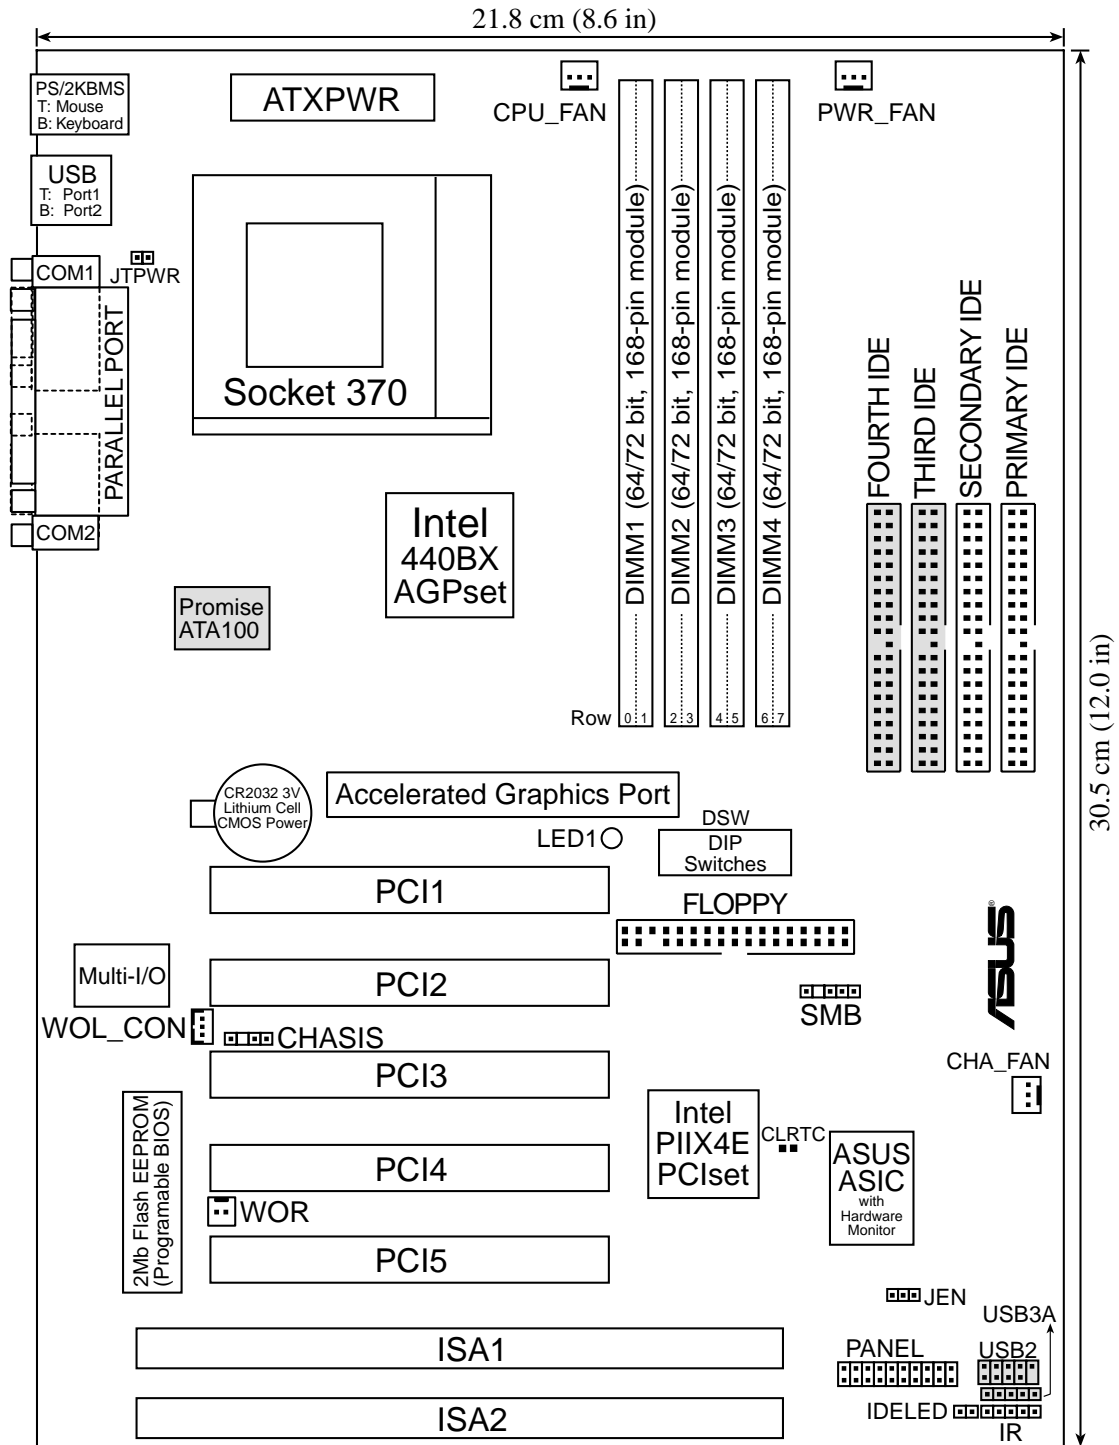 21.8 cm (8.6 in)
PS/2KBMS
T: Mouse
B: Keyboard
ATXPWR
CPU_FAN
PWR_FAN
USB
T: Port1
B: Port2
COM1
JTPWR
PARALLEL PORT
COM2
Socket 370
DIMM1 (64/72 bit, 168-pin module)
DIMM2 (64/72 bit, 168-pin module)
DIMM3 (64/72 bit, 168-pin module)
DIMM4 (64/72 bit, 168-pin module)
FOURTH IDE
THIRD IDE
SECONDARY IDE
PRIMARY IDE
Intel
440BX
AGPset
Promise
ATA100
Row 0 1 2 3 4 5 6 7
30.5 cm (12.0 in)
CR2032 3V
Lithium Cell
CMOS Power
Accelerated Graphics Port
LED1
DSW
DIP
Switches
PCI1
FLOPPY
ASUS®
Multi-I/O
PCI2
SMB
WOL_CON
CHASIS
PCI3
CHA_FAN
2Mb Flash EEPROM
(Programable BIOS)
Intel
PIIX4E
PCIset
CLRTC
ASUS
ASIC
with
Hardware
Monitor
PCI4
WOR
PCI5
JEN
USB3A
ISA1
PANEL
USB2
ISA2
IDELED
IR